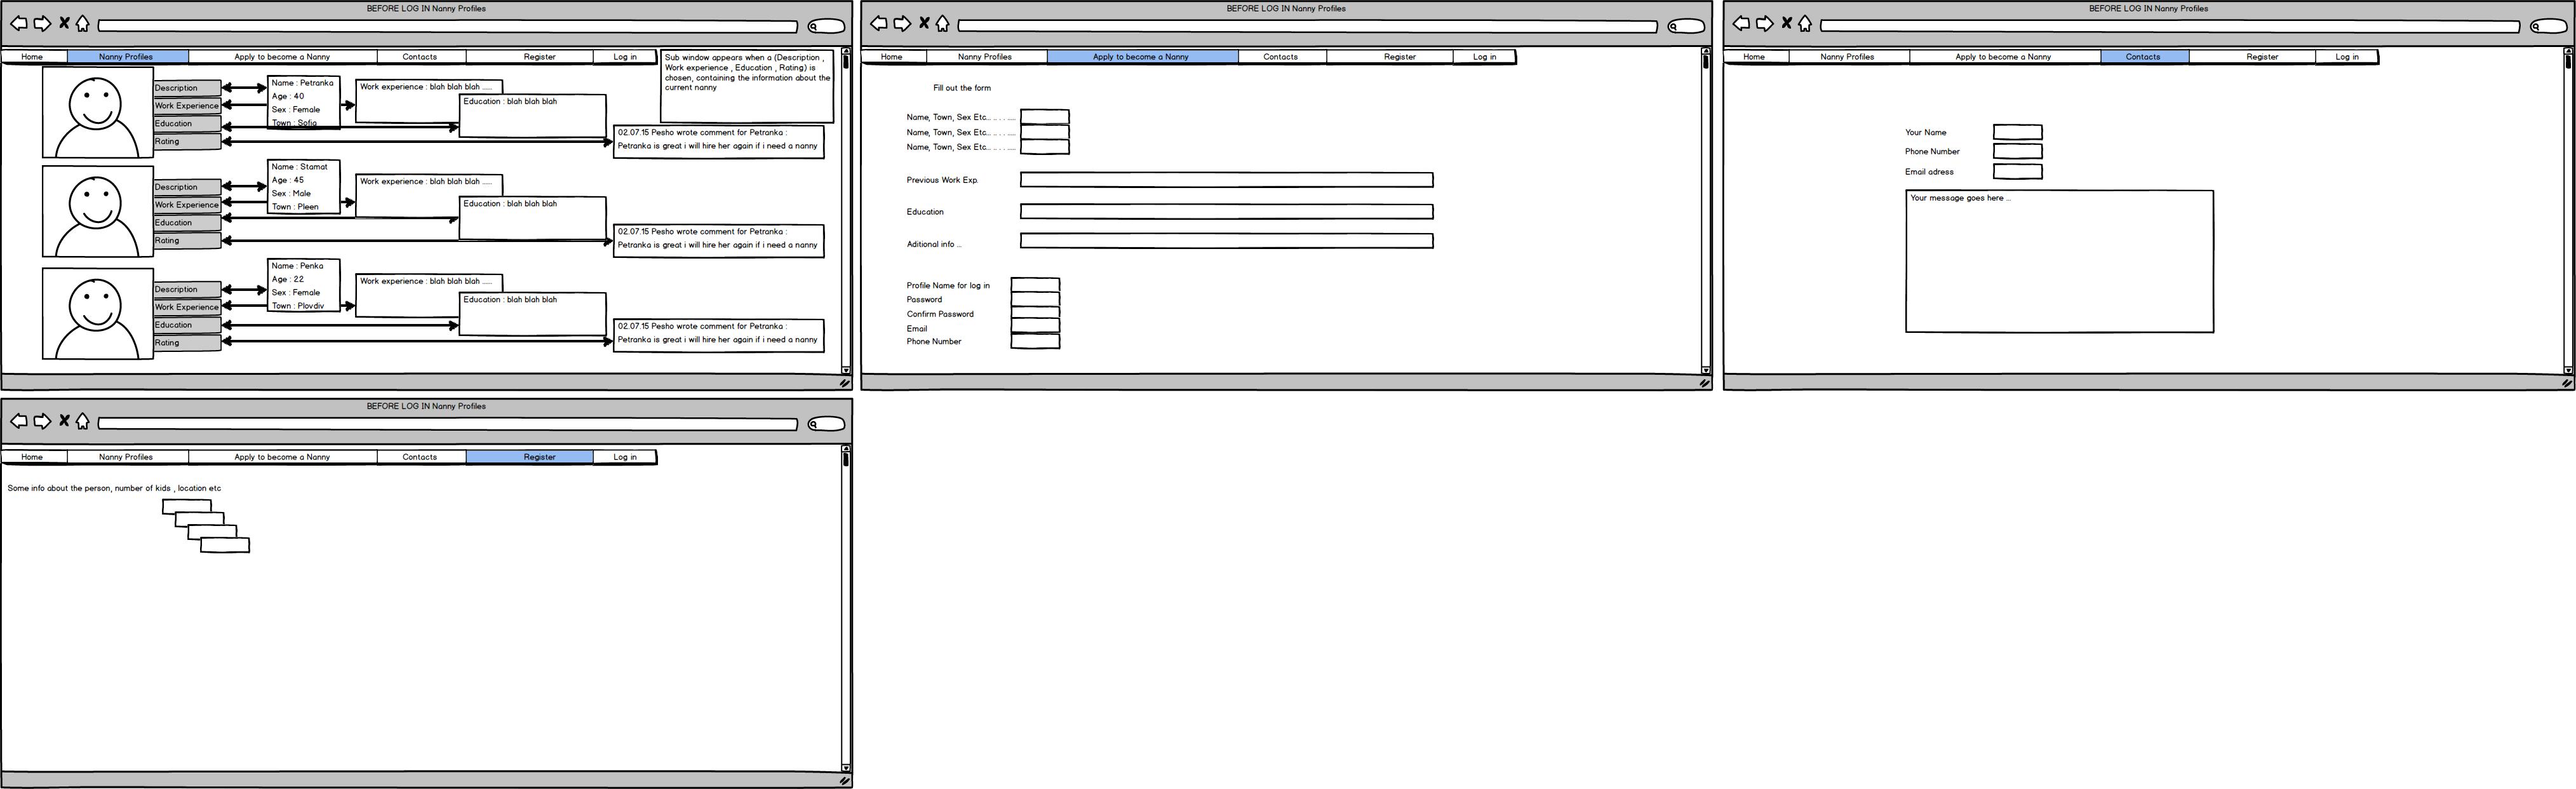 BEFORE LOG IN Nanny Profiles
Home Nanny Profiles Apply to become a Nanny Contacts Register Log in
Sub window appears when a (Description ,
Work experience , Education , Rating) is
chosen, containing the information about the
current nanny
Description
Work Experience
Education
Rating
Name : Petranka
Age : 40
Sex : Female
Town : Sofia
Work experience : blah blah blah .....
Education : blah blah blah
02.07.15 Pesho wrote comment for Petranka :
Petranka is great i will hire her again if i need a nanny
Description
Work Experience
Education
Rating
Name : Stamat
Age : 45
Sex : Male
Town : Pleen
Work experience : blah blah blah .....
Education : blah blah blah
02.07.15 Pesho wrote comment for Petranka :
Petranka is great i will hire her again if i need a nanny
Description
Work Experience
Education
Rating
Name : Penka
Age : 22
Sex : Female
Town : Plovdiv
Work experience : blah blah blah .....
Education : blah blah blah
02.07.15 Pesho wrote comment for Petranka :
Petranka is great i will hire her again if i need a nanny
BEFORE LOG IN Nanny Profiles
Home Nanny Profiles Apply to become a Nanny Contacts Register Log in
Fill out the form
Name, Town, Sex Etc... . . . .....
Name, Town, Sex Etc... . . . .....
Name, Town, Sex Etc... . . . .....
Previous Work Exp.
Education
Aditional info ...
Profile Name for log in
Password
Confirm Password
Email
Phone Number
BEFORE LOG IN Nanny Profiles
Home Nanny Profiles Apply to become a Nanny Contacts Register Log in
Your Name
Phone Number
Email adress
Your message goes here ...
BEFORE LOG IN Nanny Profiles
Home Nanny Profiles Apply to become a Nanny Contacts Register Log in
Some info about the person, number of kids , location etc